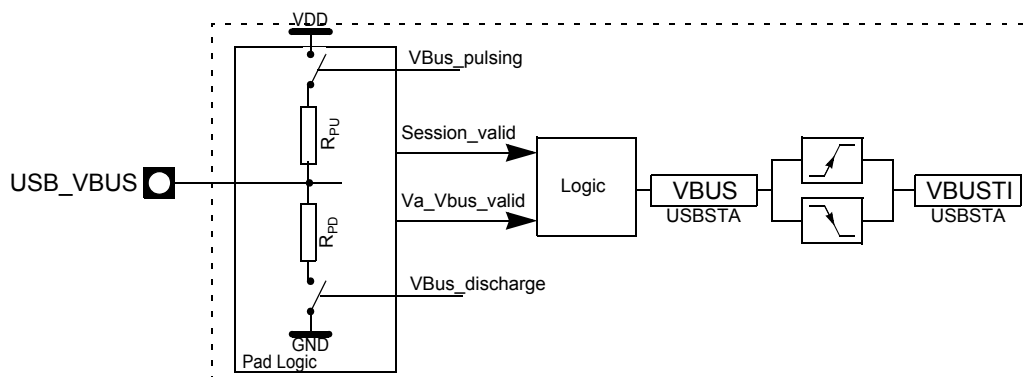 VDD
VBus_pulsing
RPU
Session_valid
USB_VBUS
Logic
VBUS
USBSTA
VBUSTI
USBSTA
Va_Vbus_valid
RPD
VBus_discharge
GND
Pad Logic